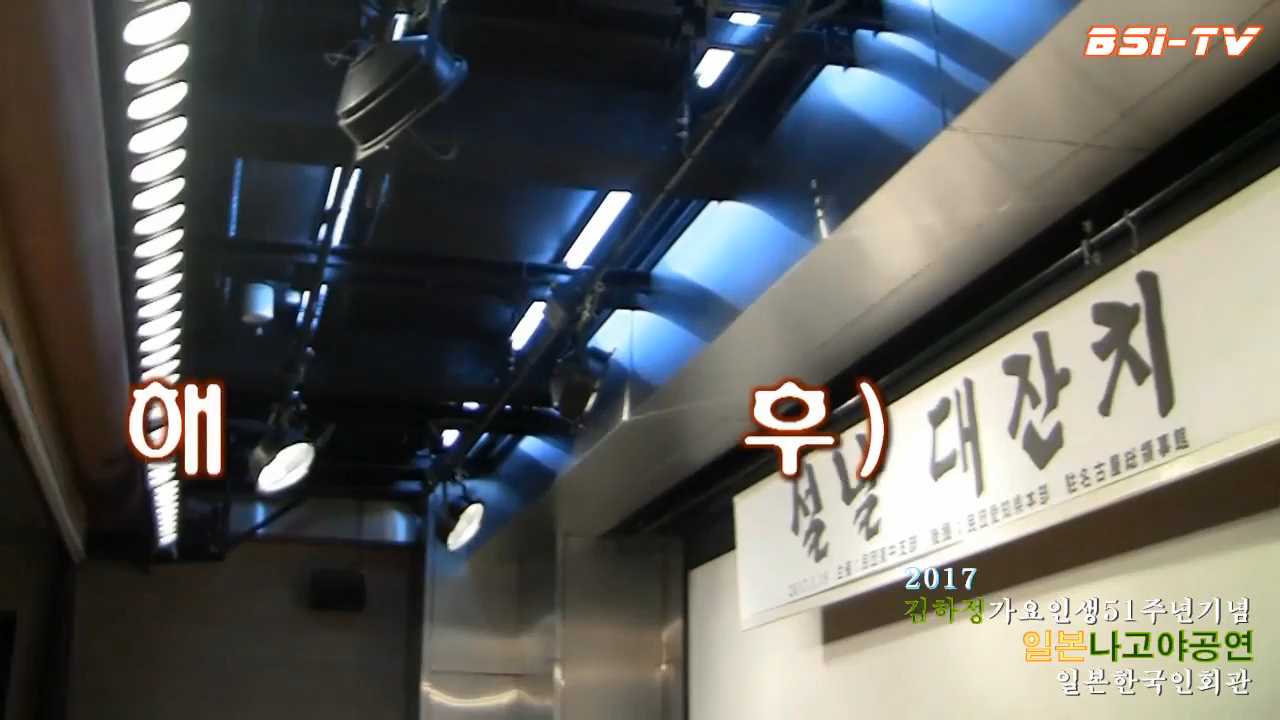 BSi-TV
해 후)
설날 대잔치
2017
김하정가요인생51주년기념
일본나고야공연
일본한국인회관